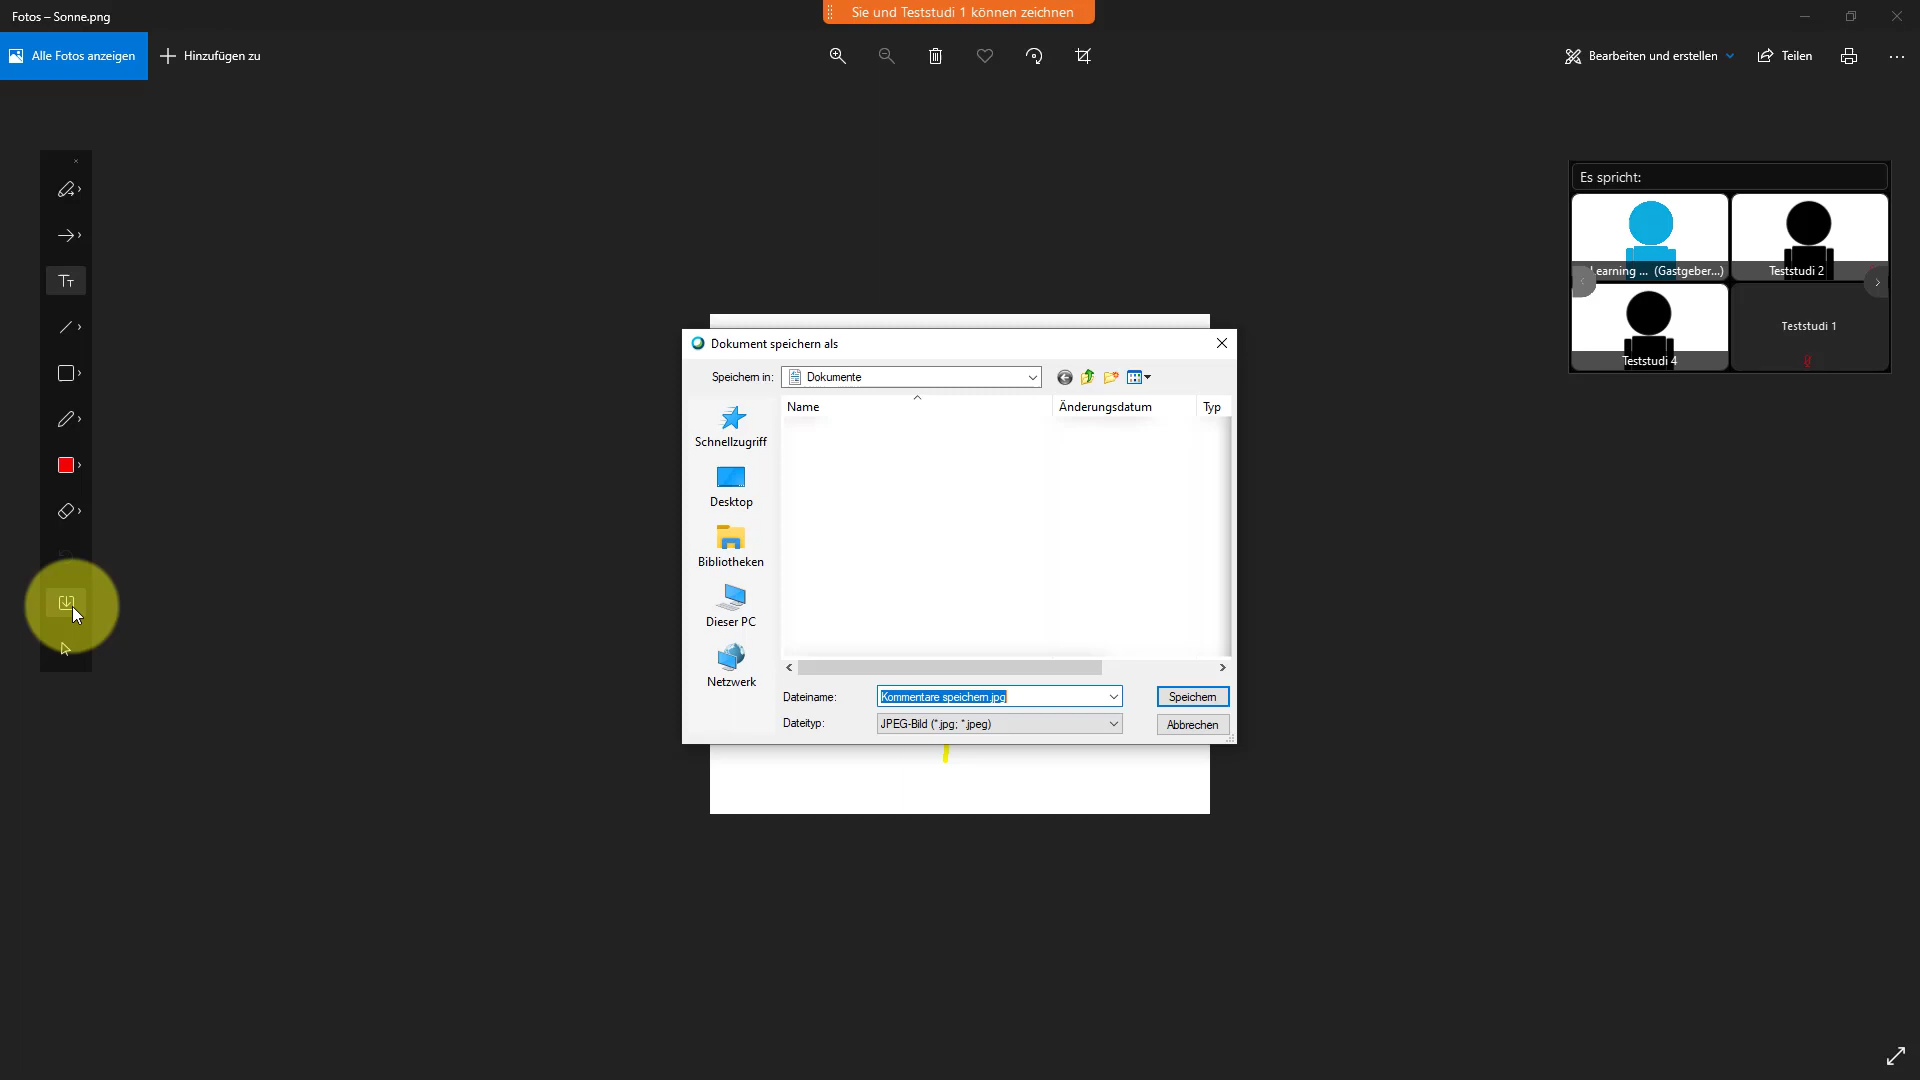 Fotos – Sonne.png
Sie und Teststudi 1 können zeichnen
Alle Fotos anzeigen
Hinzufügen zu
Bearbeiten und erstellen
Teilen
Es spricht:
earning ... (Gastgeber...)
Teststudi 2
Teststudi 4
Teststudi 1
Tт
Dokument speichern als
Speichern in:
Dokumente
Name
Änderungsdatum
Typ
Schnellzugriff
Desktop
Bibliotheken
Dieser PC
Netzwerk
Dateiname:
Kommentare speichern.jpg
Speichern
Dateityp:
JPEG-Bild (*.jpg; *.jpeg)
Abbrechen